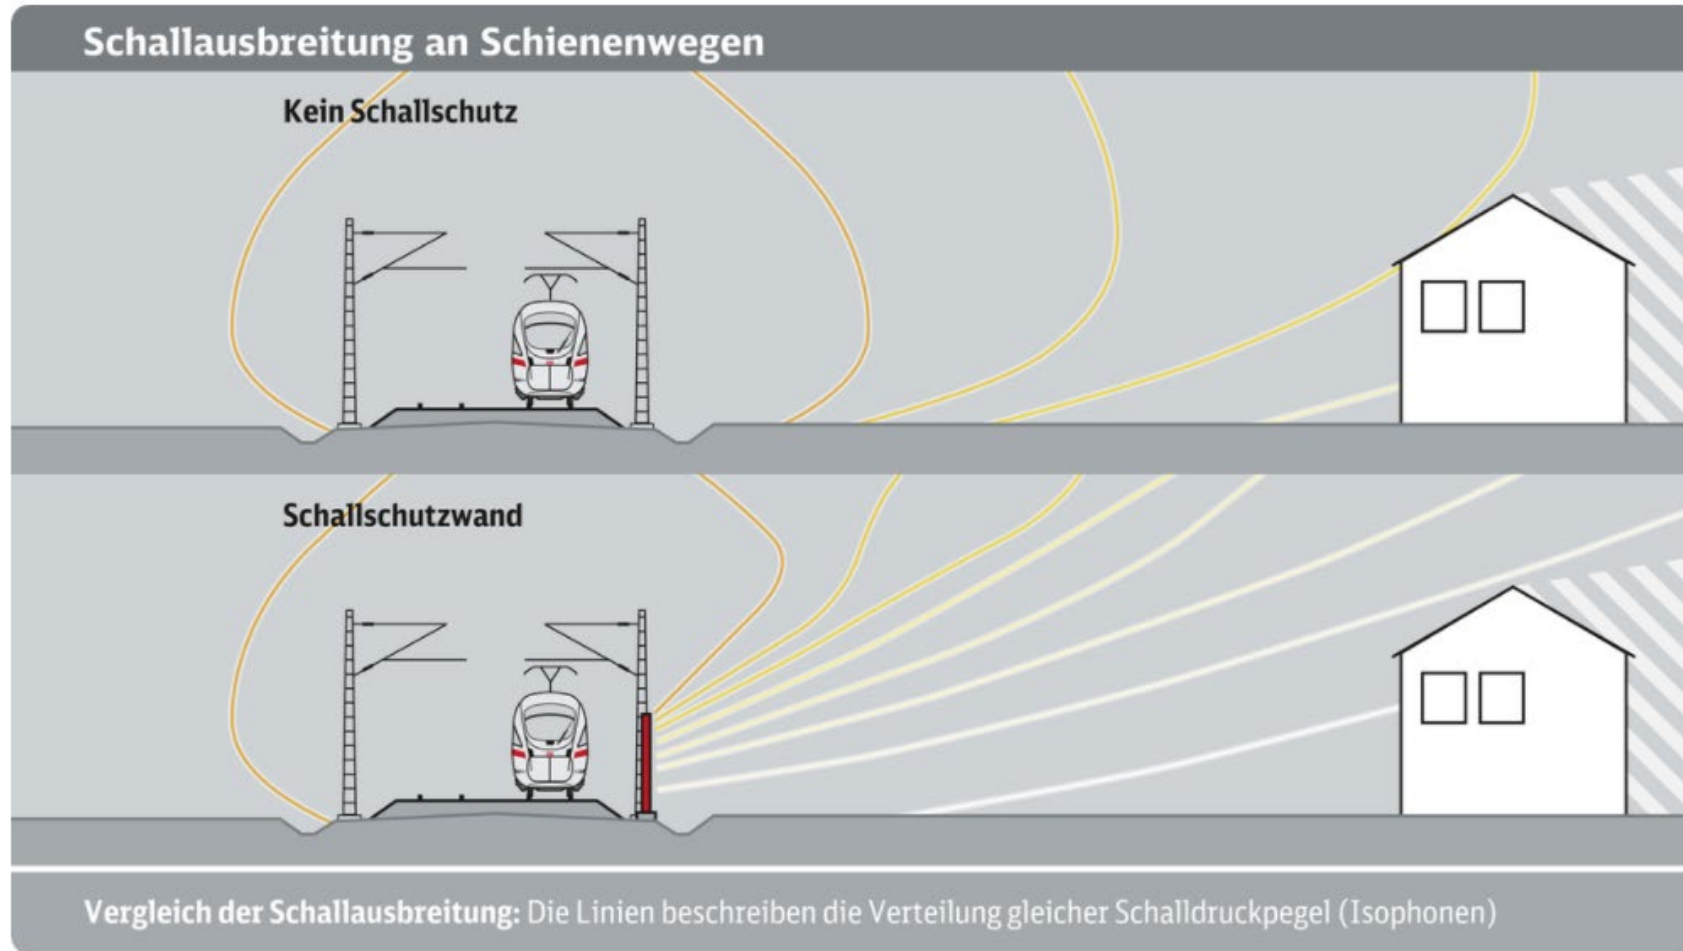 Schallausbreitung an Schienenwegen
Kein Schallschutz
Schallschutzwand
Vergleich der Schallausbreitung: Die Linien beschreiben die Verteilung gleicher Schalldruckpegel (Isophonen)